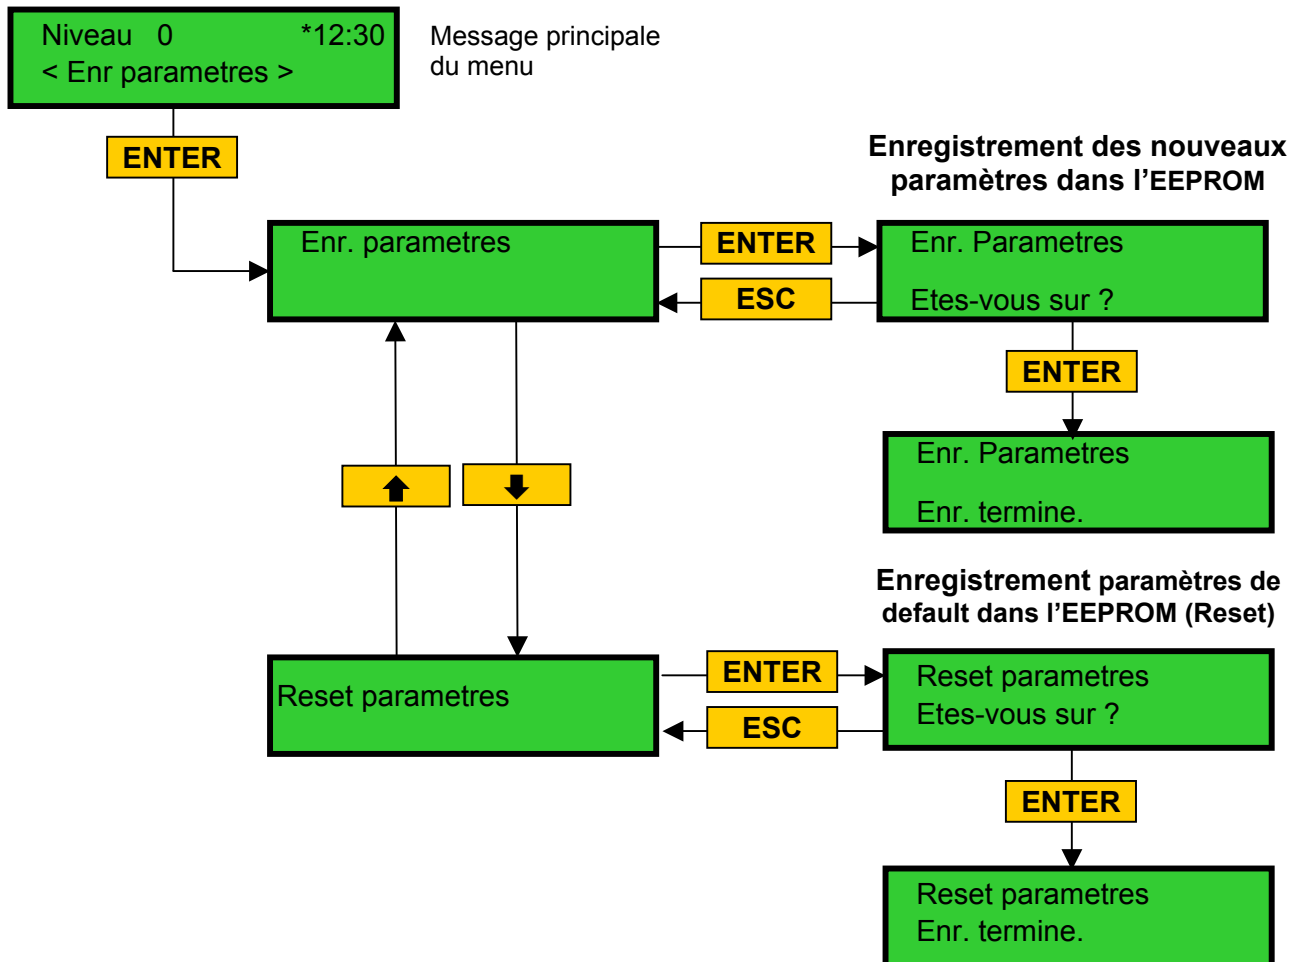 Niveau 0 *12:30
< Enr parametres >
Message principale
du menu
ENTER
Enregistrement des nouveaux
paramètres dans l’EEPROM
Enr. parametres
ENTER
ESC
Enr. Parametres
Etes-vous sur ?
ENTER
Enr. Parametres
Enr. termine.
Enregistrement paramètres de
default dans l’EEPROM (Reset)
Reset parametres
ENTER
ESC
Reset parametres
Etes-vous sur ?
ENTER
Reset parametres
Enr. termine.